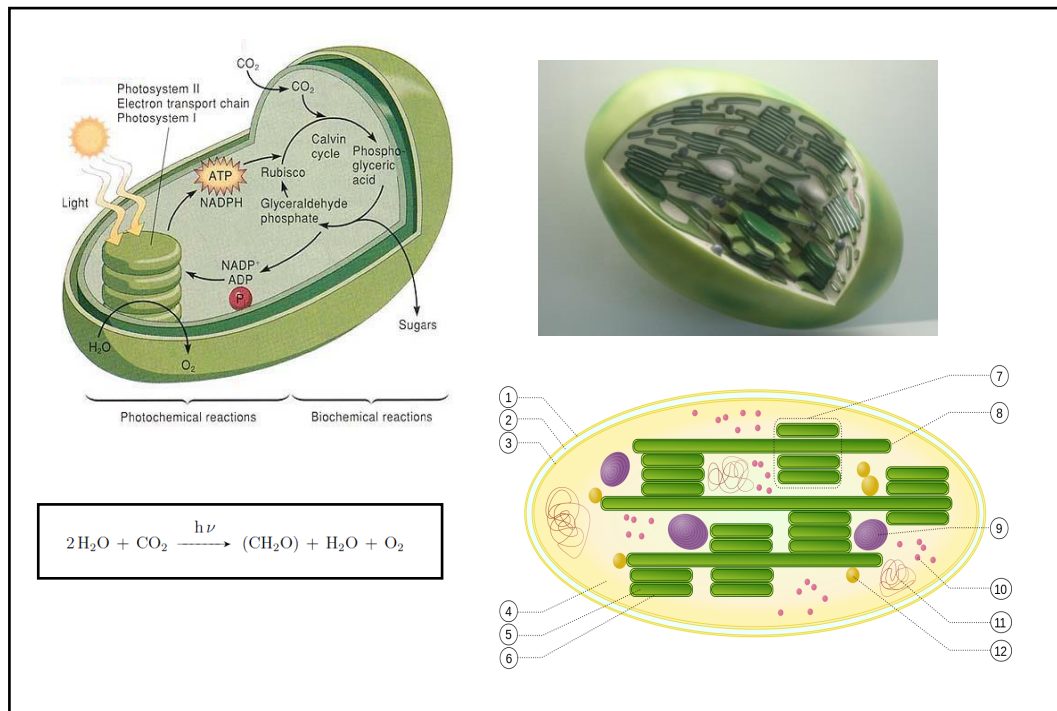 CO₂
CO₂
Photosystem II
Electron transport chain
Photosystem I
Calvin
cycle
Phospho-
glyceric
acid
ATP
NADPH
Rubisco
Light
Glyceraldehyde
phosphate
NADP⁺
ADP
P
Sugars
H₂O
O₂
Photochemical reactions
Biochemical reactions
2 H₂O + CO₂ hν⟶ (CH₂O) + H₂O + O₂
1
2
3
4
5
6
7
8
9
10
11
12